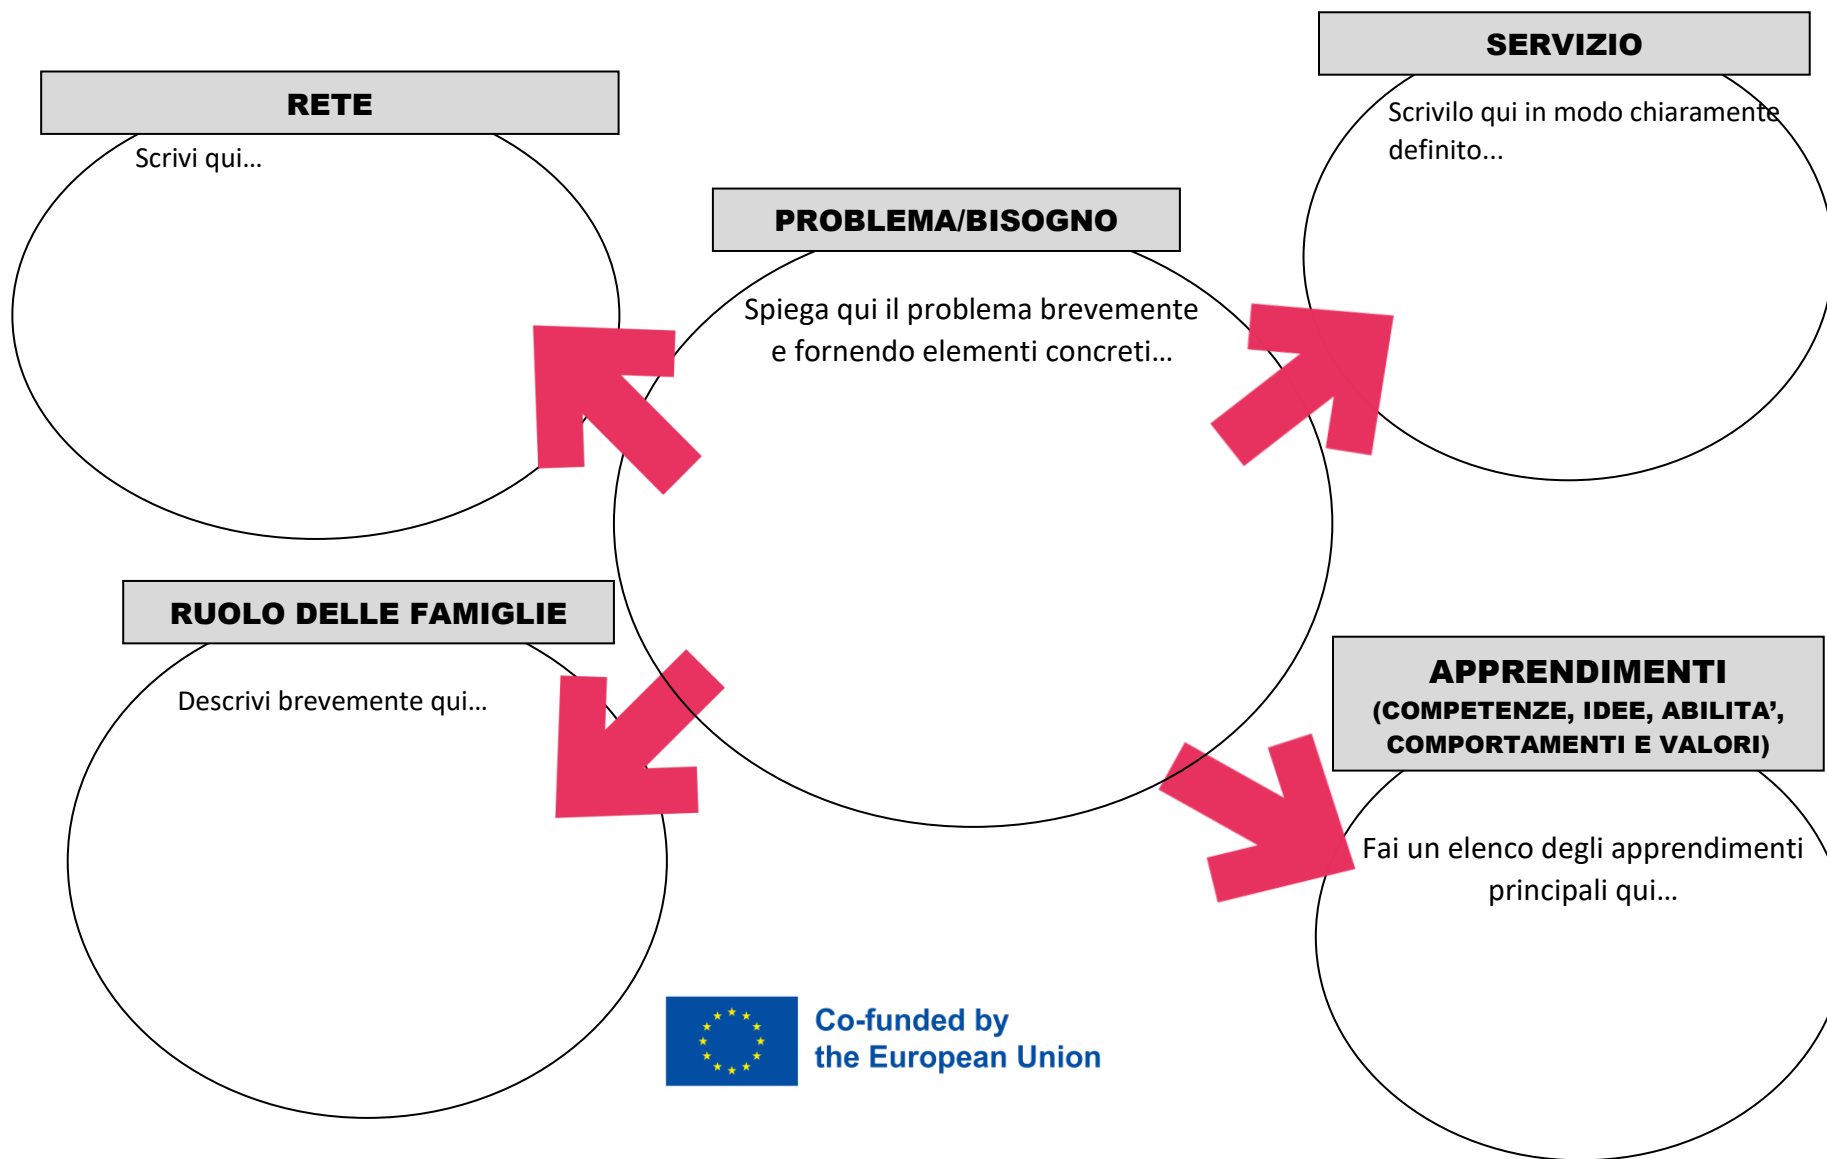 RETE
Scrivi qui...
SERVIZIO
Scrivilo qui in modo chiaramente
definito...
PROBLEMA/BISOGNO
Spiega qui il problema brevemente
e fornendo elementi concreti...
RUOLO DELLE FAMIGLIE
Descrivi brevemente qui...
APPRENDIMENTI
(COMPETENZE, IDEE, ABILITA’,
COMPORTAMENTI E VALORI)
Fai un elenco degli apprendimenti
principali qui...
Co-funded by
the European Union